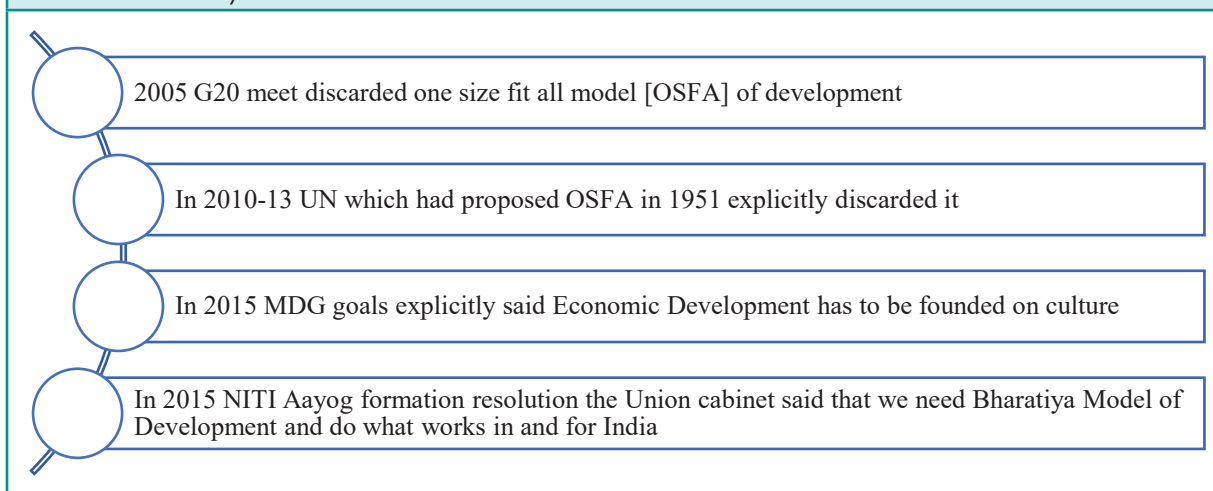 2005 G20 meet discarded one size fit all model [OSFA] of development
In 2010-13 UN which had proposed OSFA in 1951 explicitly discarded it
In 2015 MDG goals explicitly said Economic Development has to be founded on culture
In 2015 NITI Aayog formation resolution the Union cabinet said that we need Bharatiya Model of
Development and do what works in and for India